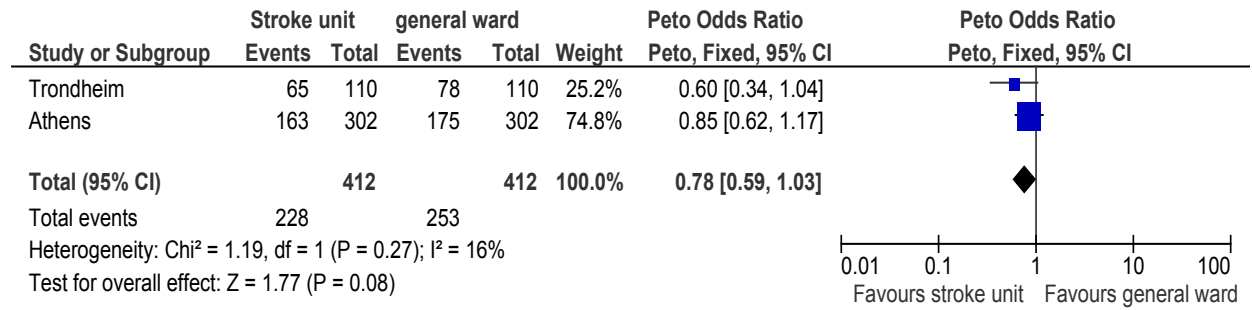 Stroke unit general ward Peto Odds Ratio Peto Odds Ratio
Study or Subgroup Events Total Events Total Weight Peto, Fixed, 95% CI Peto, Fixed, 95% CI
Trondheim 65 110 78 110 25.2% 0.60 [0.34, 1.04]
Athens 163 302 175 302 74.8% 0.85 [0.62, 1.17]
Total (95% CI) 412 412 100.0% 0.78 [0.59, 1.03]
Total events 228 253
Heterogeneity: Chi² = 1.19, df = 1 (P = 0.27); I² = 16%
Test for overall effect: Z = 1.77 (P = 0.08)
0.01 0.1 1 10 100
Favours stroke unit Favours general ward